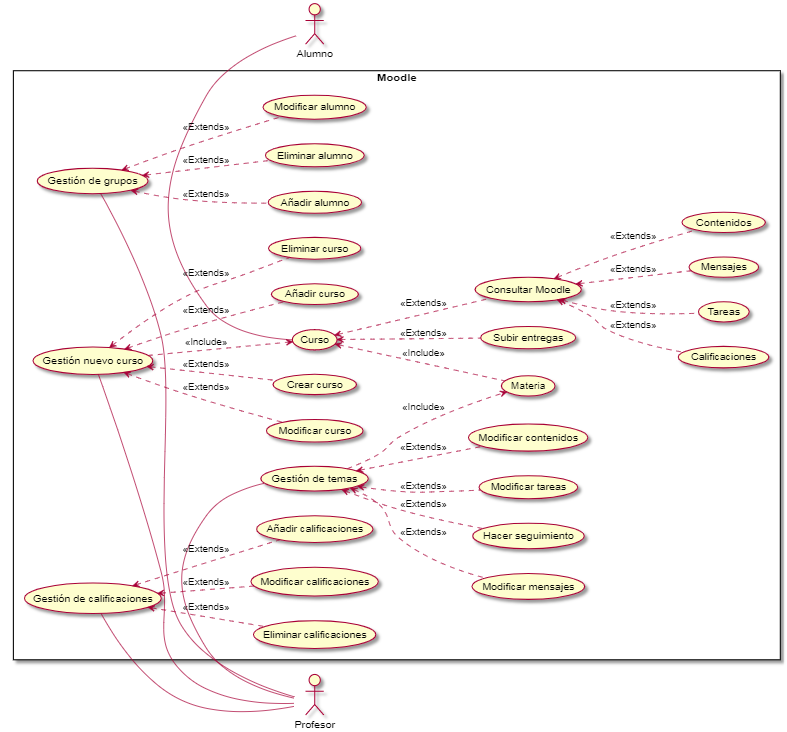 Alumno
Moodle
Modificar alumno
«Extends»
Eliminar alumno
«Extends»
Gestión de grupos
«Extends»
Añadir alumno
Contenidos
«Extends»
Eliminar curso
Mensajes
«Extends»
«Extends»
Consultar Moodle
Añadir curso
«Extends»
«Extends»
Tareas
«Extends»
«Extends»
Curso
Subir entregas
«Extends»
«Include»
Calificaciones
Gestión nuevo curso
«Include»
«Extends»
Crear curso
Materia
«Extends»
«Include»
Modificar curso
Modificar contenidos
«Extends»
Gestión de temas
«Extends»
Modificar tareas
«Extends»
Añadir calificaciones
«Extends»
Hacer seguimiento
«Extends»
Modificar calificaciones
«Extends»
Modificar mensajes
Gestión de calificaciones
«Extends»
Eliminar calificaciones
Profesor